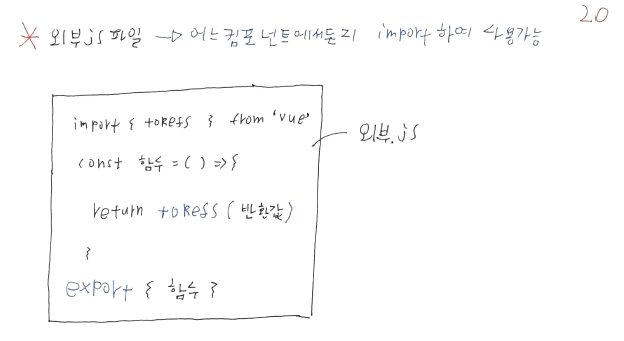 20
* 외부js 파일 → 어느 컴포넌트에서든지 import 하여 사용가능
import { toRefs } from 'vue'
외부.js
const 함수 = ( ) => {
return toRefs ( 반환값 )
}
export { 함수 }